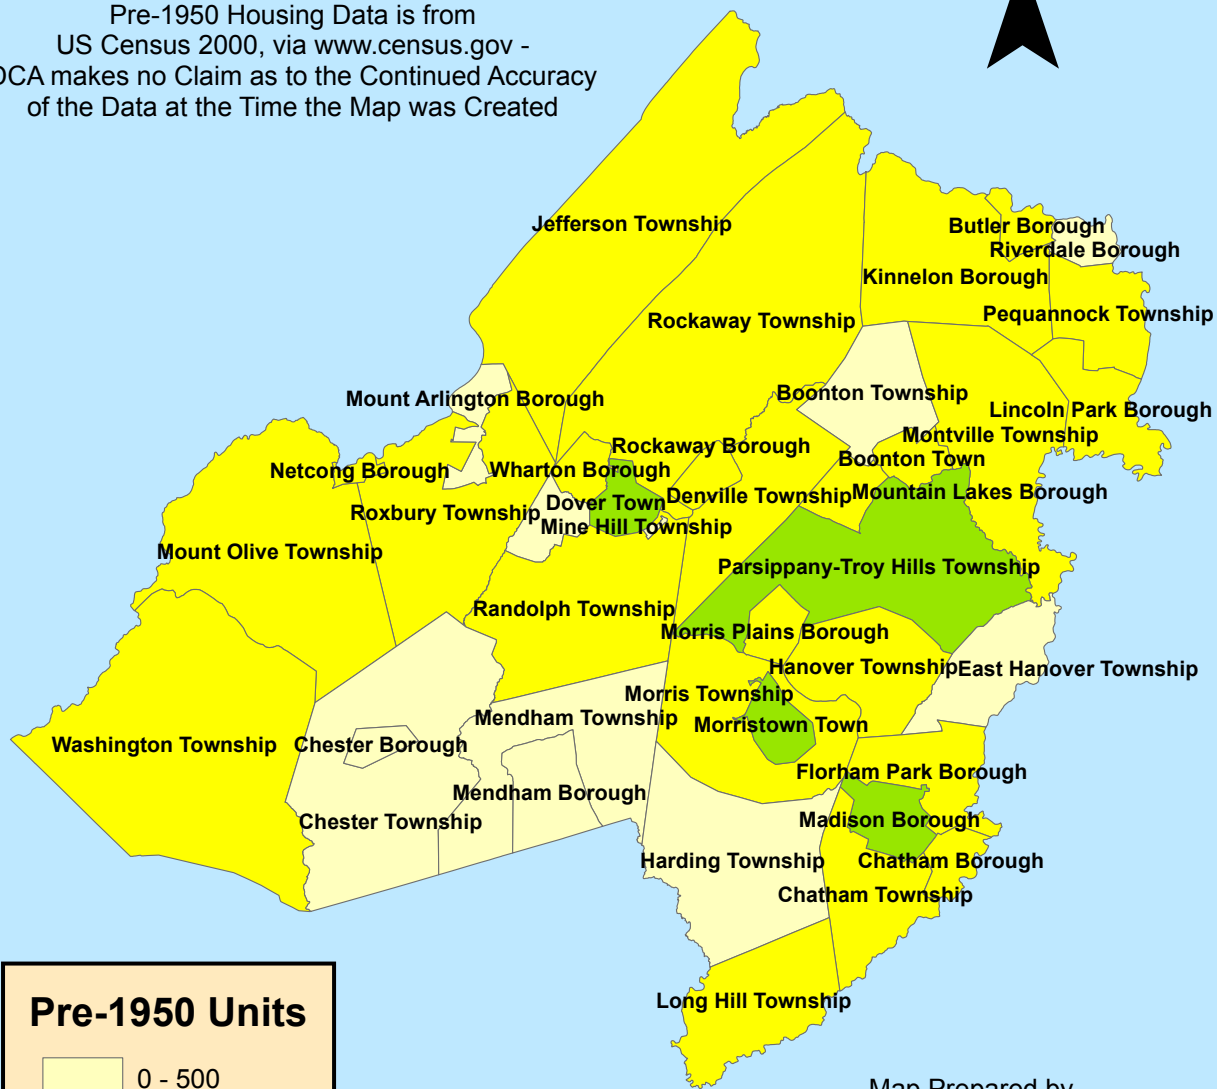 Pre-1950 Housing Data is from
US Census 2000, via www.census.gov -
DCA makes no Claim as to the Continued Accuracy
of the Data at the Time the Map was Created
Jefferson Township
Butler Borough
Riverdale Borough
Kinnelon Borough
Pequannock Township
Rockaway Township
Boonton Township
Mount Arlington Borough
Lincoln Park Borough
Montville Township
Rockaway Borough
Boonton Town
Netcong Borough
Wharton Borough
Denville Township
Mountain Lakes Borough
Dover Town
Roxbury Township
Mine Hill Township
Mount Olive Township
Parsippany-Troy Hills Township
Randolph Township
Morris Plains Borough
Hanover Township
East Hanover Township
Morris Township
Mendham Township
Morristown Town
Washington Township
Chester Borough
Florham Park Borough
Mendham Borough
Chester Township
Madison Borough
Harding Township
Chatham Borough
Chatham Township
Long Hill Township
Pre-1950 Units
0 - 500
Map Prepared by